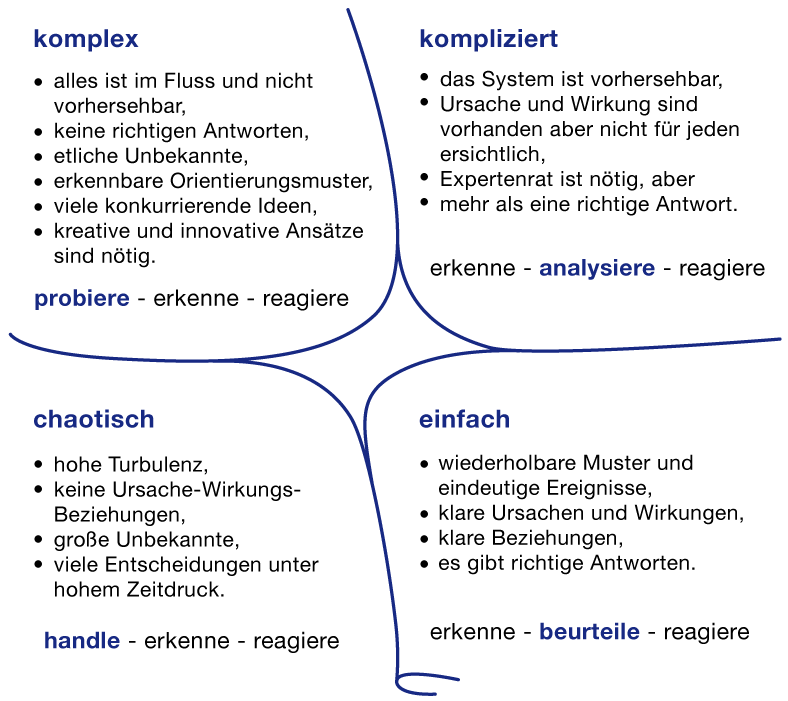 komplex
• alles ist im Fluss und nicht
vorhersehbar,
• keine richtigen Antworten,
• etliche Unbekannte,
• erkennbare Orientierungsmuster,
• viele konkurrierende Ideen,
• kreative und innovative Ansätze
sind nötig.
probiere - erkenne - reagiere
kompliziert
• das System ist vorhersehbar,
• Ursache und Wirkung sind
vorhanden aber nicht für jeden
ersichtlich,
• Expertenrat ist nötig, aber
• mehr als eine richtige Antwort.
erkenne - analysiere - reagiere
chaotisch
• hohe Turbulenz,
• keine Ursache-Wirkungs-
Beziehungen,
• große Unbekannte,
• viele Entscheidungen unter
hohem Zeitdruck.
handle - erkenne - reagiere
einfach
• wiederholbare Muster und
eindeutige Ereignisse,
• klare Ursachen und Wirkungen,
• klare Beziehungen,
• es gibt richtige Antworten.
erkenne - beurteile - reagiere